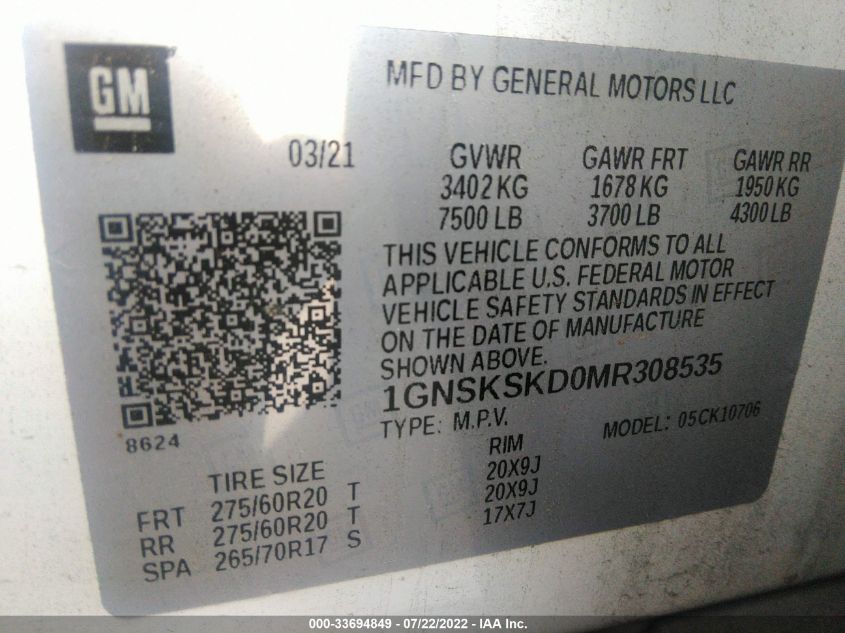 GM
MFD BY GENERAL MOTORS LLC
03/21
GVWR GAWR FRT GAWR RR
3402 KG 1678 KG 1950 KG
7500 LB 3700 LB 4300 LB
THIS VEHICLE CONFORMS TO ALL
APPLICABLE U.S. FEDERAL MOTOR
VEHICLE SAFETY STANDARDS IN EFFECT
ON THE DATE OF MANUFACTURE
SHOWN ABOVE.
1GNSKSKD0MR308535
TYPE: M.P.V. MODEL: 05CK10706
8624
TIRE SIZE RIM
FRT 275/60R20 T 20X9J
RR 275/60R20 T 20X9J
SPA 265/70R17 S 17X7J
000-33694849 - 07/22/2022 - IAA Inc.